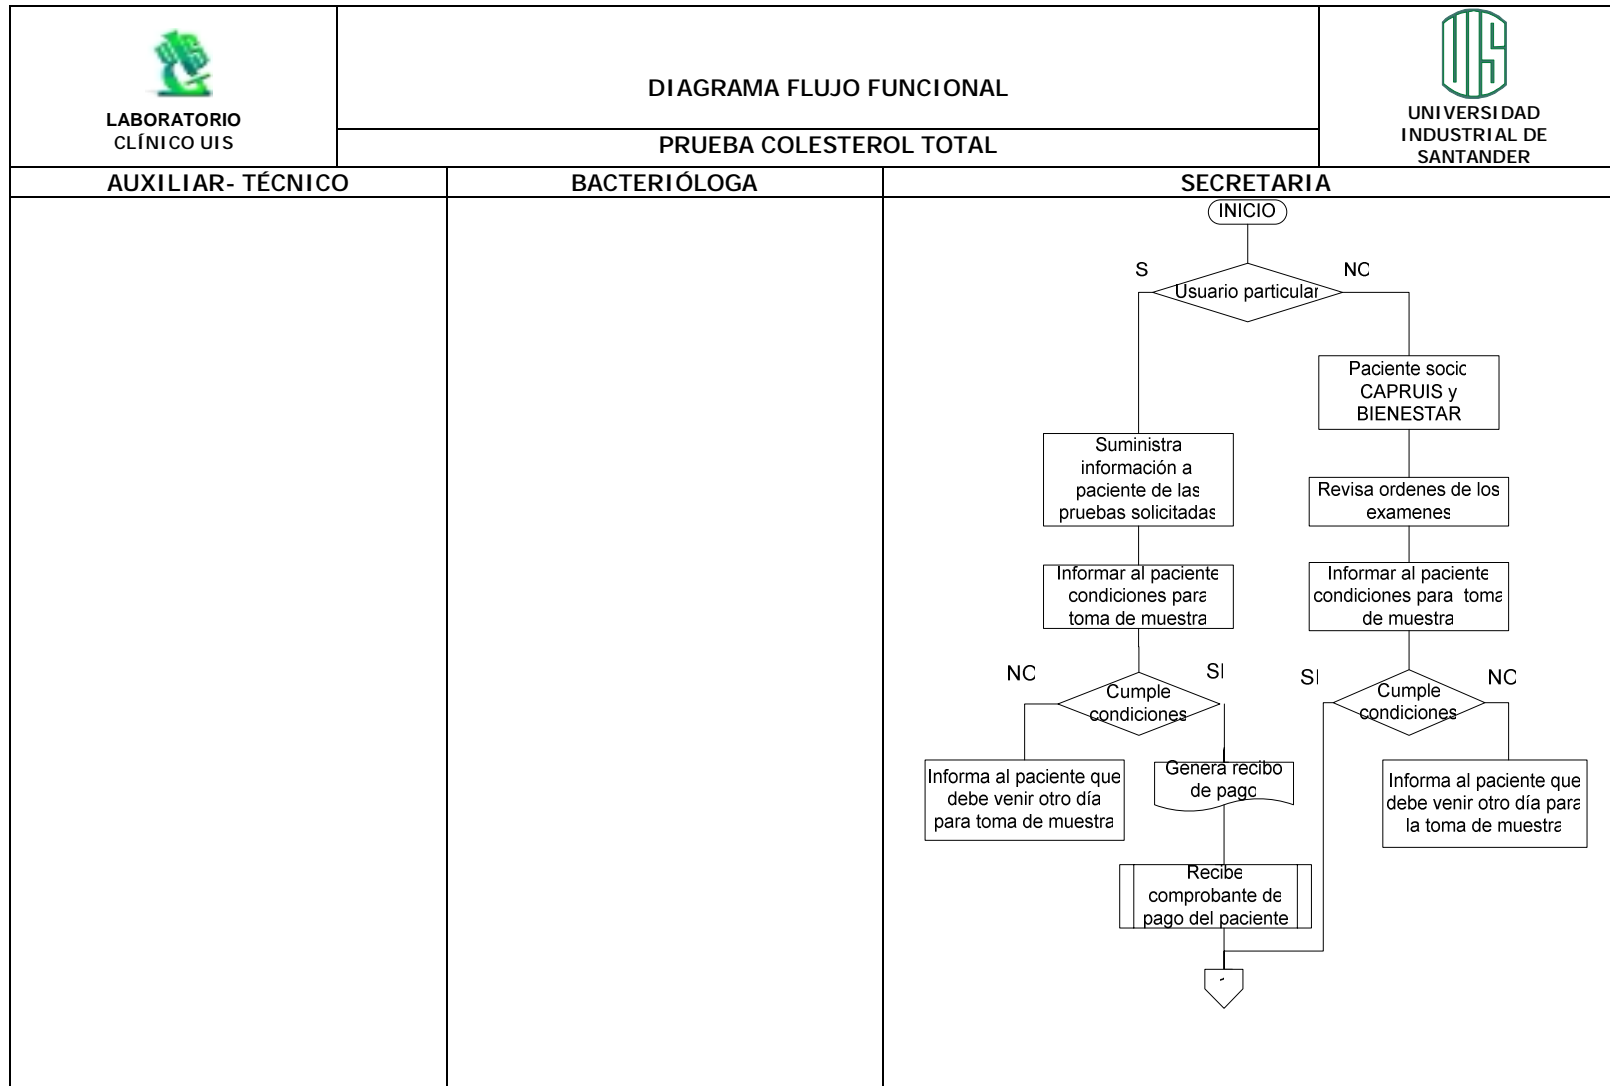 LABORATORIO
CLÍNICO UIS
DIAGRAMA FLUJO FUNCIONAL
PRUEBA COLESTEROL TOTAL
UNIVERSIDAD
INDUSTRIAL DE
SANTANDER
AUXILIAR- TÉCNICO
BACTERIÓLOGA
SECRETARIA
INICIO
S
NO
Usuario particular
Paciente socio
CAPRUIS y
BIENESTAR
Suministra
información a
paciente de las
pruebas solicitadas
Revisa ordenes de los
examenes
Informar al paciente
condiciones para
toma de muestra
Informar al paciente
condiciones para toma
de muestra
NO
SI
Cumple
condiciones
SI
NO
Cumple
condiciones
Informa al paciente que
debe venir otro día
para toma de muestra
Genera recibo
de pago
Informa al paciente que
debe venir otro día para
la toma de muestra
Recibe
comprobante de
pago del paciente